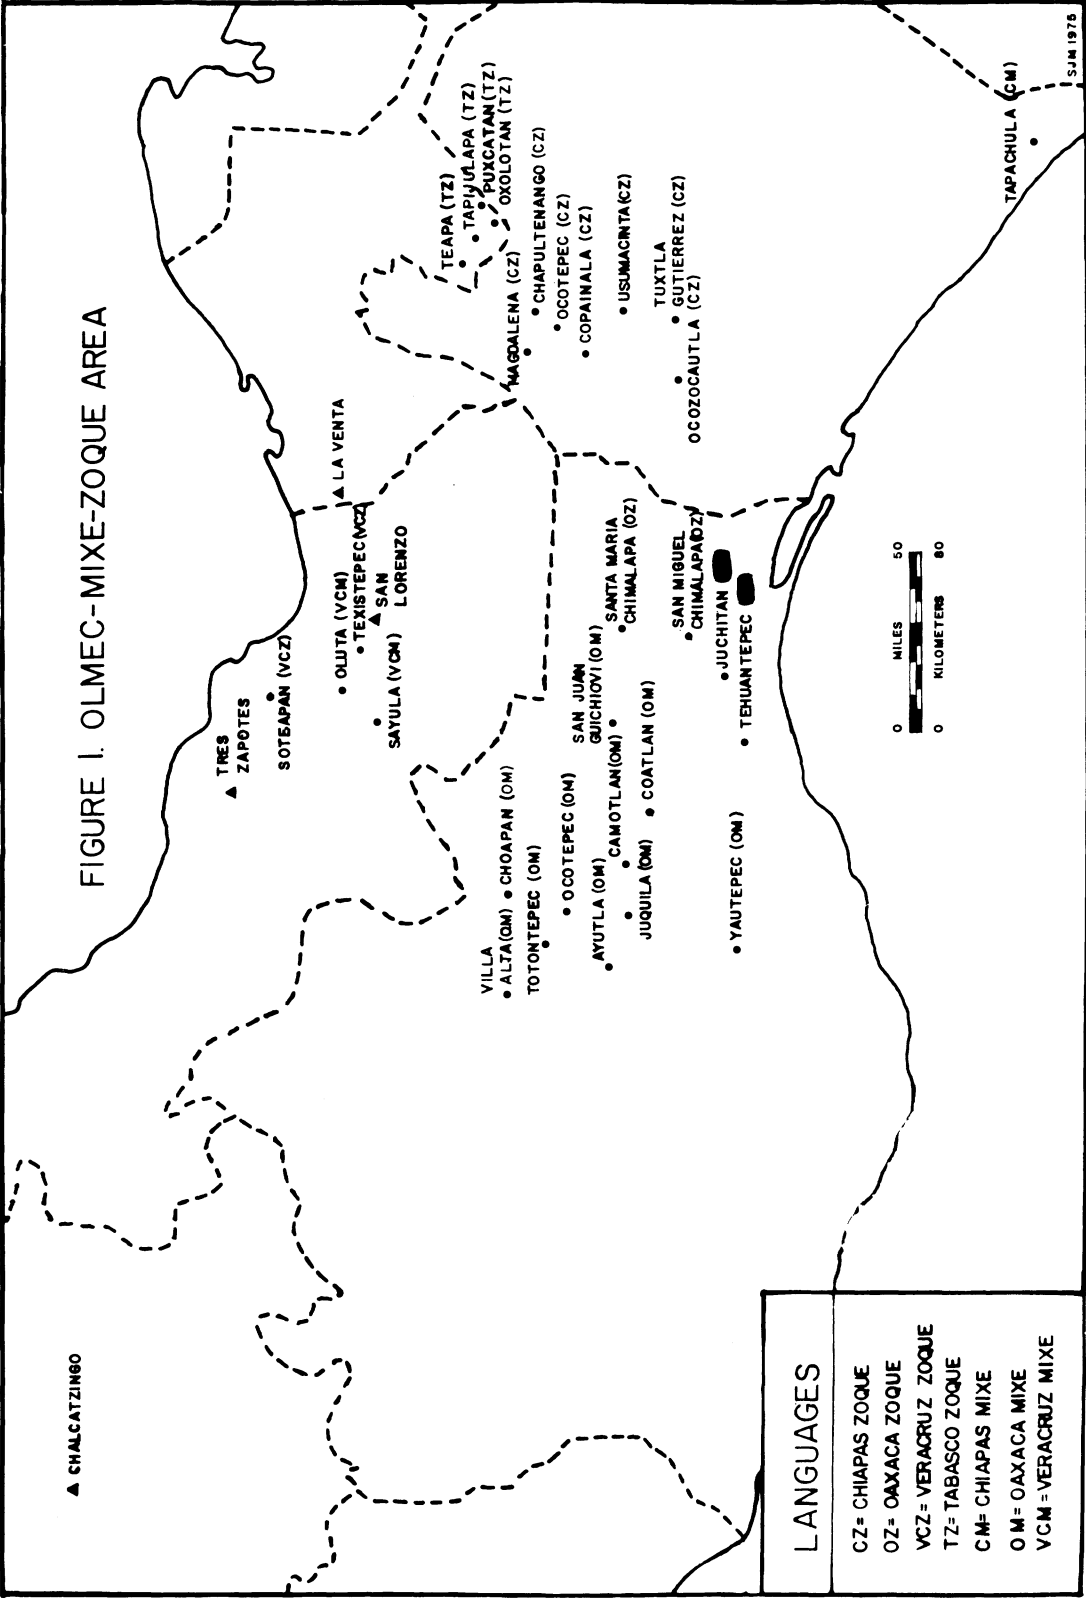 FIGURE I. OLMEC-MIXE-ZOQUE AREA
CHALCATZINGO
TRES
ZAPOTES
SOTEAPAN (VCZ)
OLUTA (VCM)
TEXISTEPEC (VCZ)
SAN
LORENZO
SAYULA (VCM)
LA VENTA
TEAPA (TZ)
TAPIJULAPA (TZ)
PUXCATAN (TZ)
OXOLOTAN (TZ)
MAGDALENA (CZ)
CHAPULTENANGO (CZ)
OCOTEPEC (CZ)
COPAINALA (CZ)
USUMACINTA (CZ)
TUXTLA
GUTIERREZ (CZ)
OCOZOCAUTLA (CZ)
TAPACHULA (CM)
VILLA
ALTA (OM)
CHOAPAN (OM)
TOTONTEPEC (OM)
OCOTEPEC (OM)
AYUTLA (OM)
SAN JUAN
GUICHIOVI (OM)
CAMOTLAN (OM)
JUQUILA (OM)
COATLAN (OM)
SANTA MARIA
CHIMALAPA (OZ)
SAN MIGUEL
CHIMALAPA (OZ)
JUCHITAN
TEHUANTEPEC
YAUTEPEC (OM)
0 MILES 50
0 KILOMETERS 80
LANGUAGES
CZ= CHIAPAS ZOQUE
OZ= OAXACA ZOQUE
VCZ= VERACRUZ ZOQUE
TZ= TABASCO ZOQUE
CM= CHIAPAS MIXE
OM= OAXACA MIXE
VCM= VERACRUZ MIXE
SJM 1975